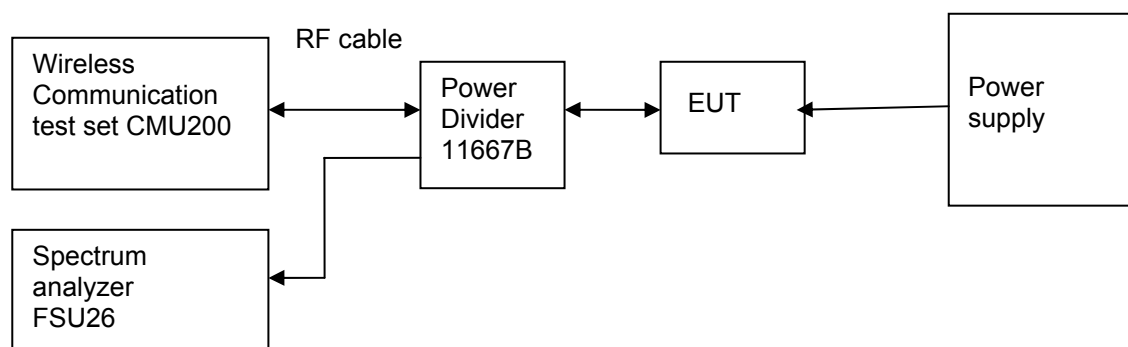 RF cable
Wireless
Communication
test set CMU200
Power
Divider
11667B
EUT
Power
supply
Spectrum
analyzer
FSU26